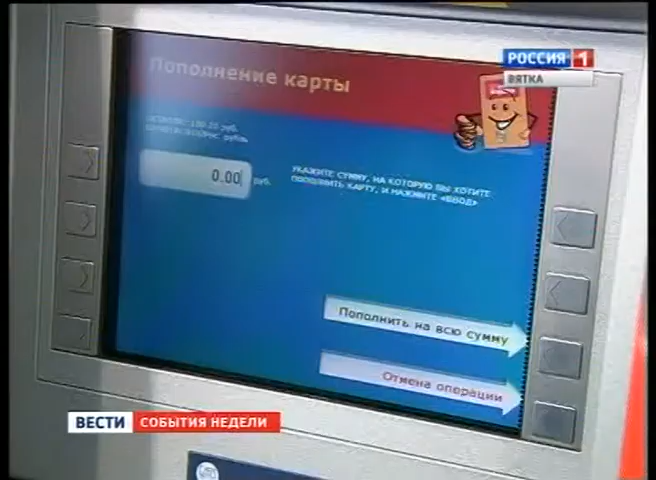 РОССИЯ 1
ВЯТКА
Пополнение карты
руб.
0.00 руб.
УКАЖИТЕ СУММУ, НА КОТОРУЮ ВЫ ХОТИТЕ
ПОПОЛНИТЬ КАРТУ, И НАЖМИТЕ «ВВОД»
Пополнить на всю сумму
Отмена операции
ВЕСТИ СОБЫТИЯ НЕДЕЛИ